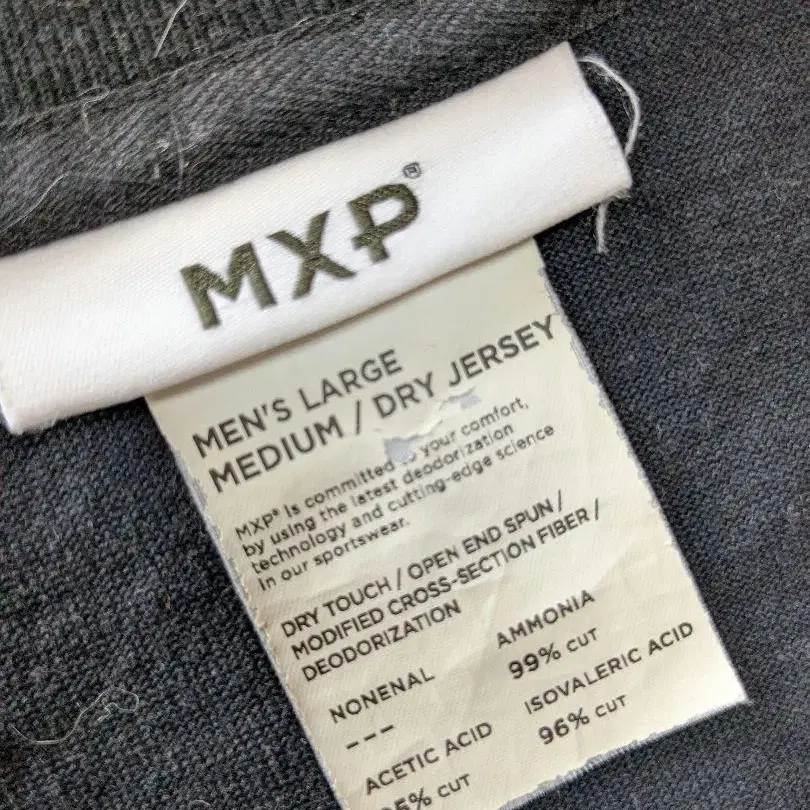 MXP®
MEN'S LARGE
MEDIUM / DRY JERSEY
MXP® is committed your comfort,
by using the latest deodorization
technology and cutting-edge science
in our sportswear.
DRY TOUCH / OPEN END SPUN /
MODIFIED CROSS-SECTION FIBER /
DEODORIZATION
NONENAL AMMONIA
--- 99% CUT
ACETIC ACID ISOVALERIC ACID
5% CUT 96% CUT